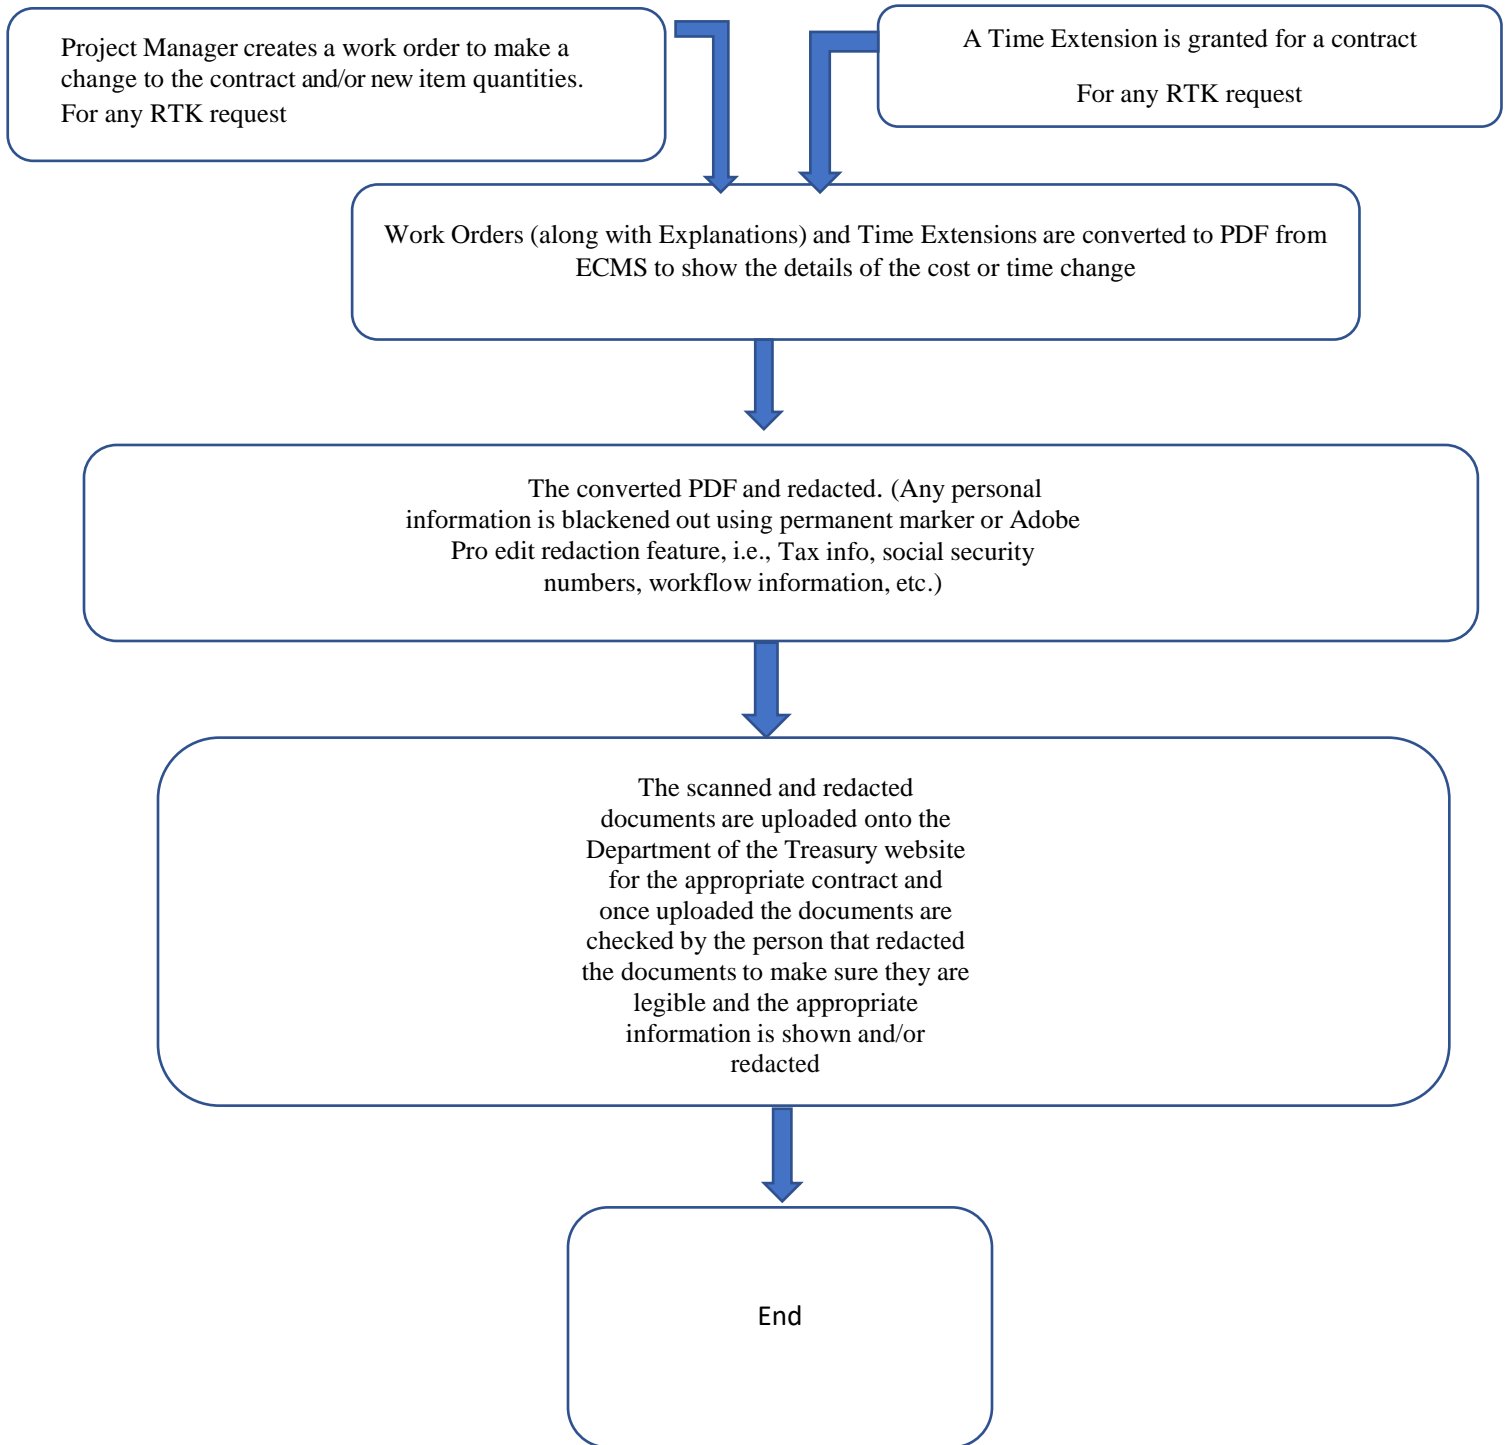 Project Manager creates a work order to make a
change to the contract and/or new item quantities.
For any RTK request
A Time Extension is granted for a contract
For any RTK request
Work Orders (along with Explanations) and Time Extensions are converted to PDF from
ECMS to show the details of the cost or time change
The converted PDF and redacted. (Any personal
information is blackened out using permanent marker or Adobe
Pro edit redaction feature, i.e., Tax info, social security
numbers, workflow information, etc.)
The scanned and redacted
documents are uploaded onto the
Department of the Treasury website
for the appropriate contract and
once uploaded the documents are
checked by the person that redacted
the documents to make sure they are
legible and the appropriate
information is shown and/or
redacted
End